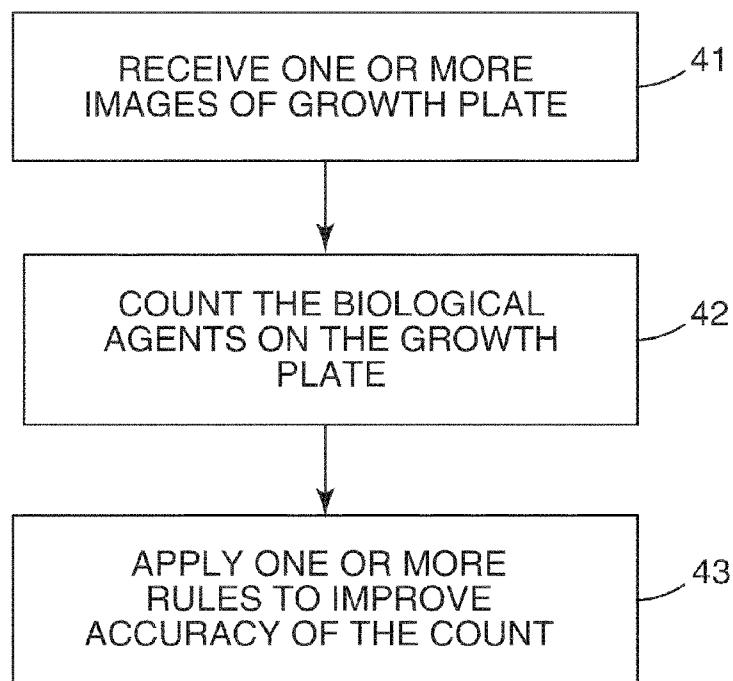 RECEIVE ONE OR MORE
IMAGES OF GROWTH PLATE
41
COUNT THE BIOLOGICAL
AGENTS ON THE GROWTH
PLATE
42
APPLY ONE OR MORE
RULES TO IMPROVE
ACCURACY OF THE COUNT
43